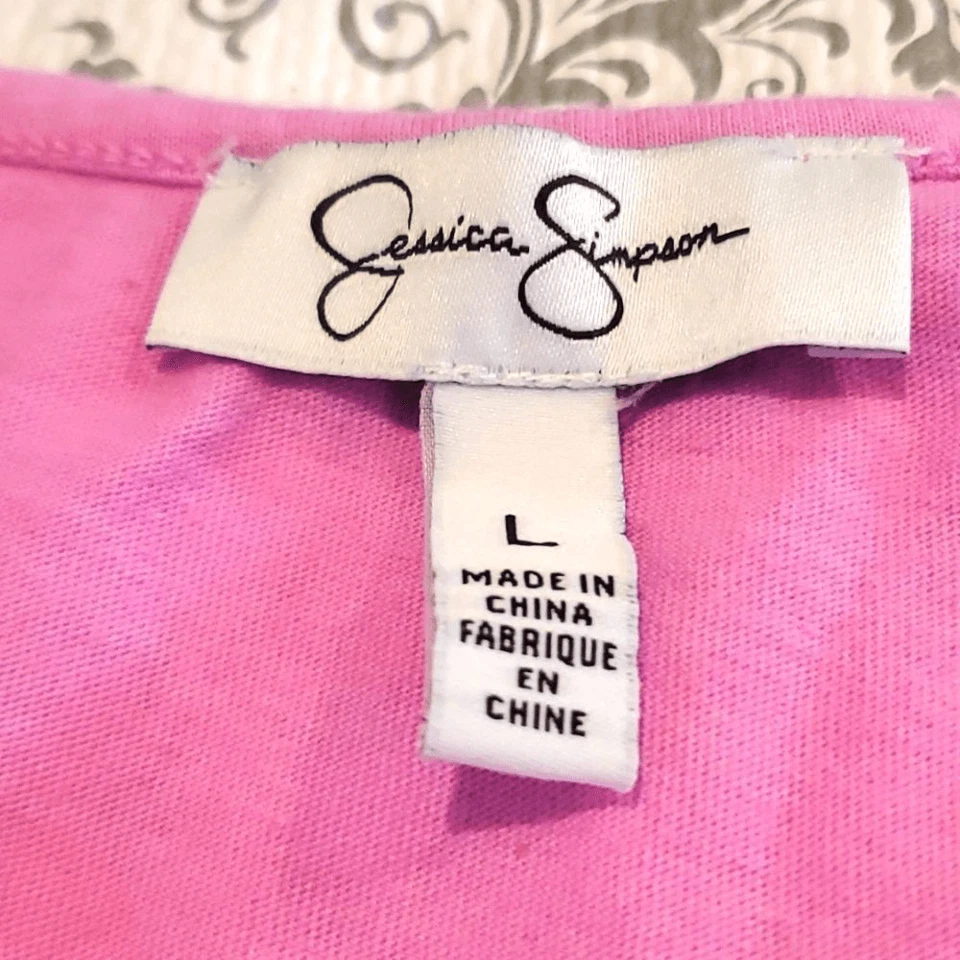 Jessica Simpson
L
MADE IN
CHINA
FABRIQUE
EN
CHINE